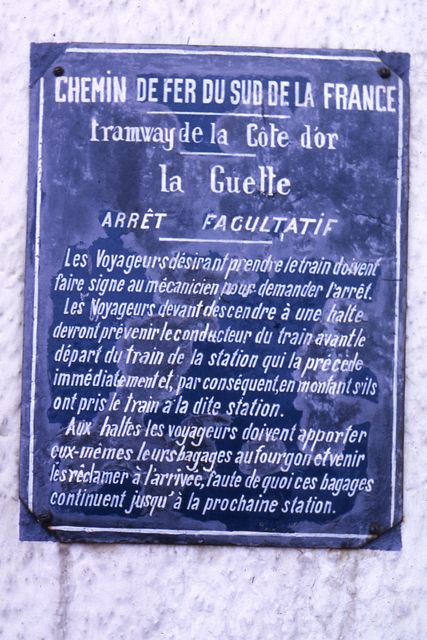 CHEMIN DE FER DU SUD DE LA FRANCE
tramway de la Côte d'or
la Guette
ARRÊT FACULTATIF
Les Voyageurs désirant prendre le train doivent
faire signe au mécanicien pour demander l'arrêt.
Les Voyageurs devant descendre à une halte
devront prévenir le conducteur du train avant le
départ du train de la station qui la précède
immédiatement et, par conséquent, en montant s'ils
ont pris le train à la dite station.
Aux haltes les voyageurs doivent apporter
eux-mêmes leurs bagages au fourgon et venir
les réclamer à l'arrivée, faute de quoi ces bagages
continuent jusqu'à la prochaine station.